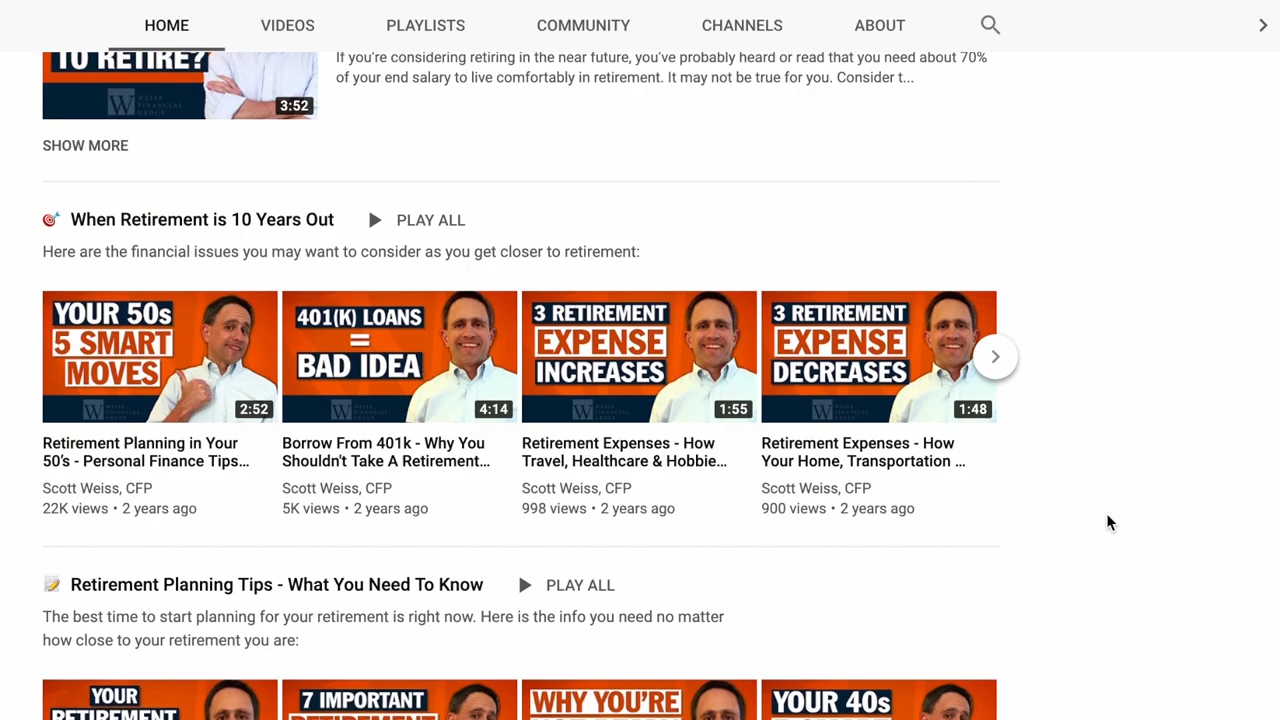 HOME VIDEOS PLAYLISTS COMMUNITY CHANNELS ABOUT
TO RETIRE?
WEISS
FINANCIAL
GROUP
3:52
If you're considering retiring in the near future, you've probably heard or read that you need about 70%
of your end salary to live comfortably in retirement. It may not be true for you. Consider t...
SHOW MORE
When Retirement is 10 Years Out PLAY ALL
Here are the financial issues you may want to consider as you get closer to retirement:
YOUR 50s
5 SMART
MOVES
2:52
401(K) LOANS
=
BAD IDEA
4:14
3 RETIREMENT
EXPENSE
INCREASES
1:55
3 RETIREMENT
EXPENSE
DECREASES
1:48
Retirement Planning in Your
50's - Personal Finance Tips...
Scott Weiss, CFP
22K views • 2 years ago
Borrow From 401k - Why You
Shouldn't Take A Retirement...
Scott Weiss, CFP
5K views • 2 years ago
Retirement Expenses - How
Travel, Healthcare & Hobbie...
Scott Weiss, CFP
998 views • 2 years ago
Retirement Expenses - How
Your Home, Transportation ...
Scott Weiss, CFP
900 views • 2 years ago
Retirement Planning Tips - What You Need To Know PLAY ALL
The best time to start planning for your retirement is right now. Here is the info you need no matter
how close to your retirement you are:
YOUR
RETIREMENT
7 IMPORTANT
RETIREMENT
WHY YOU'RE
YOUR 40s